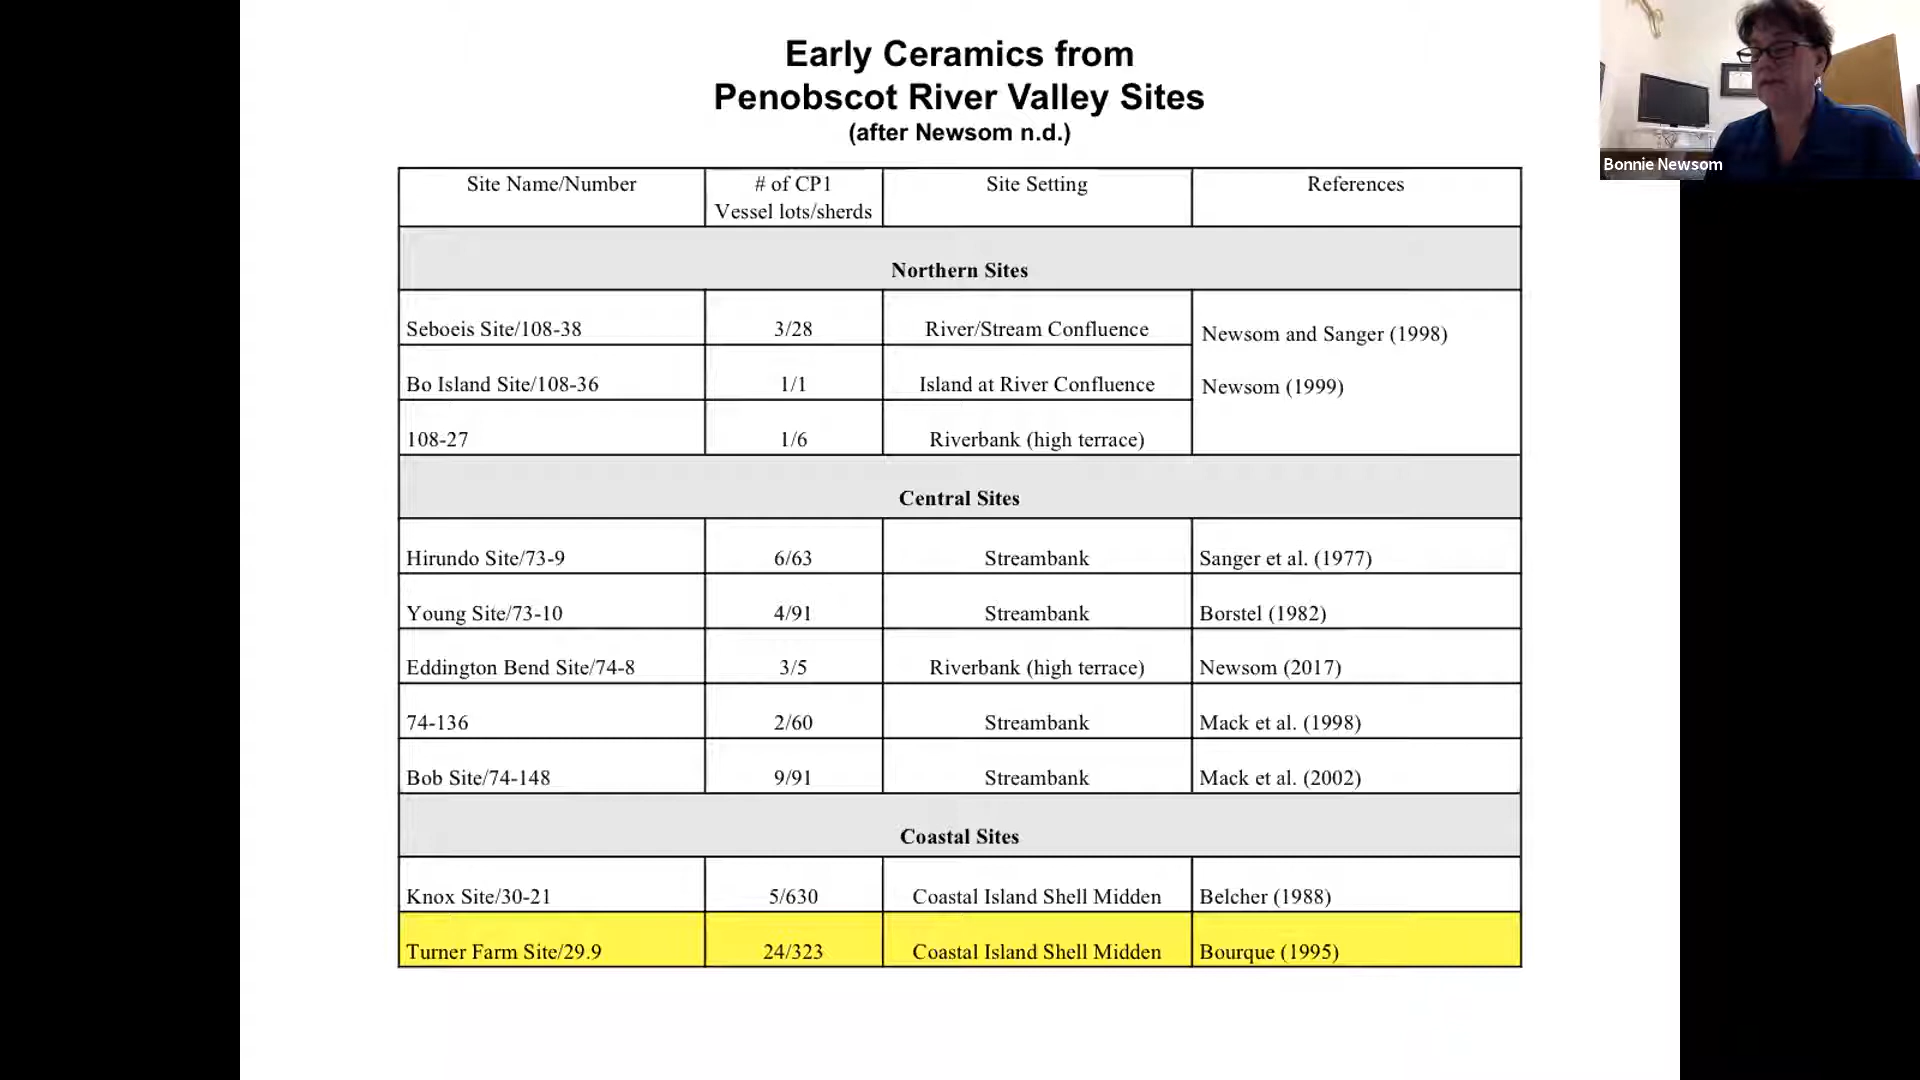 Early Ceramics from
Penobscot River Valley Sites
(after Newsom n.d.)
Bonnie Newsom
Site Name/Number # of CP1 Vessel lots/sherds Site Setting References
Northern Sites
Seboeis Site/108-38 3/28 River/Stream Confluence Newsom and Sanger (1998)
Bo Island Site/108-36 1/1 Island at River Confluence Newsom (1999)
108-27 1/6 Riverbank (high terrace)
Central Sites
Hirundo Site/73-9 6/63 Streambank Sanger et al. (1977)
Young Site/73-10 4/91 Streambank Borstel (1982)
Eddington Bend Site/74-8 3/5 Riverbank (high terrace) Newsom (2017)
74-136 2/60 Streambank Mack et al. (1998)
Bob Site/74-148 9/91 Streambank Mack et al. (2002)
Coastal Sites
Knox Site/30-21 5/630 Coastal Island Shell Midden Belcher (1988)
Turner Farm Site/29.9 24/323 Coastal Island Shell Midden Bourque (1995)